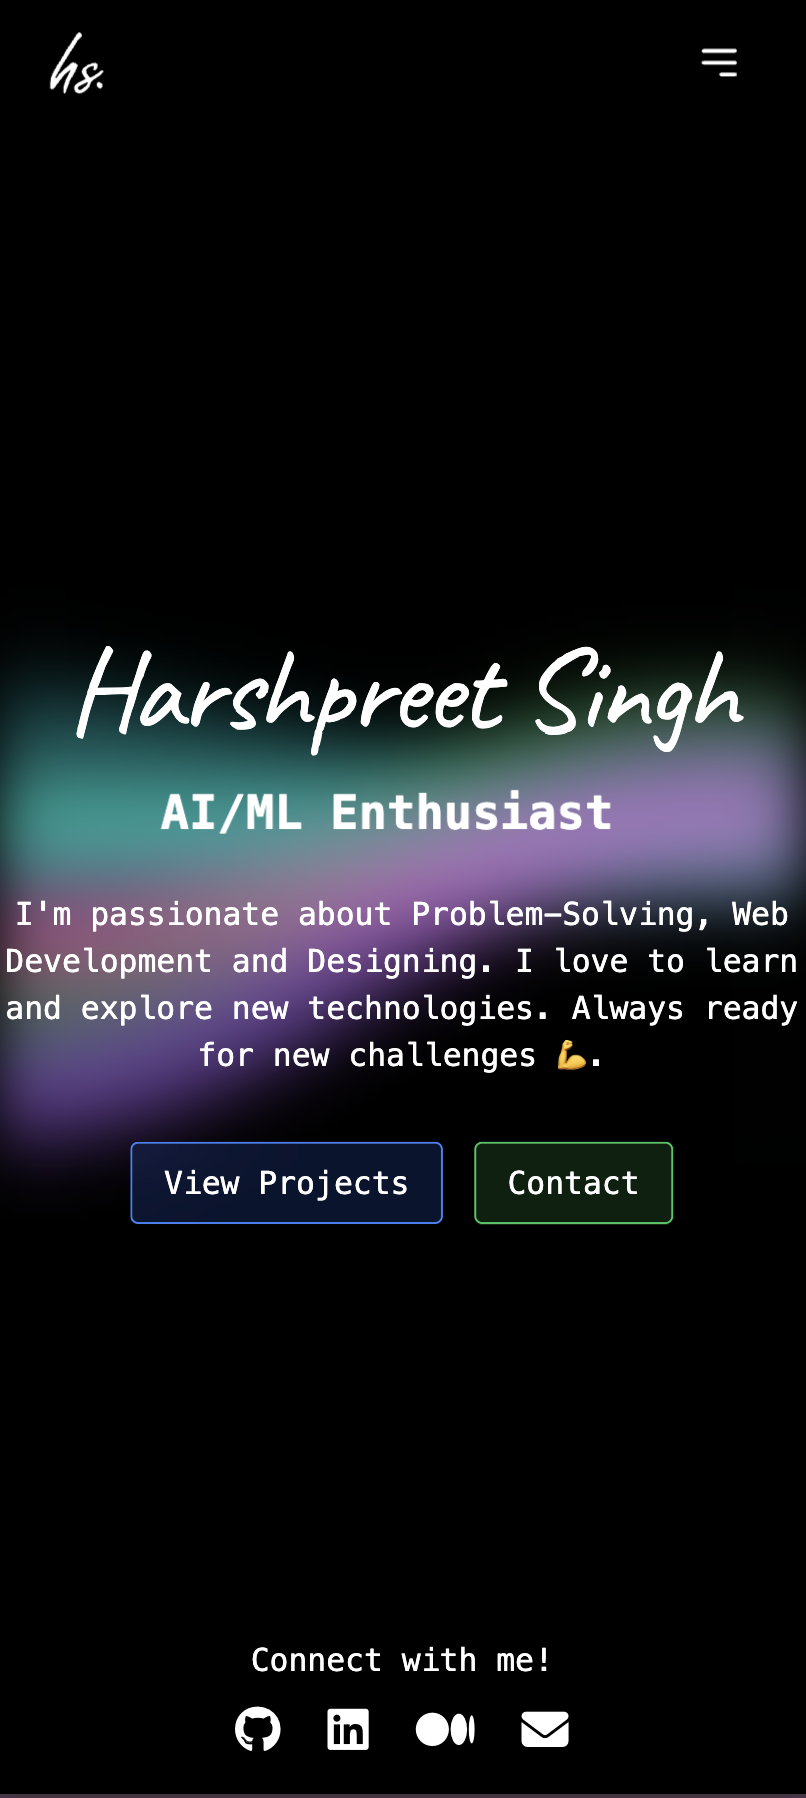 hs.
Harshpreet Singh
AI/ML Enthusiast
I'm passionate about Problem-Solving, Web
Development and Designing. I love to learn
and explore new technologies. Always ready
for new challenges 💪.
View Projects
Contact
Connect with me!
in